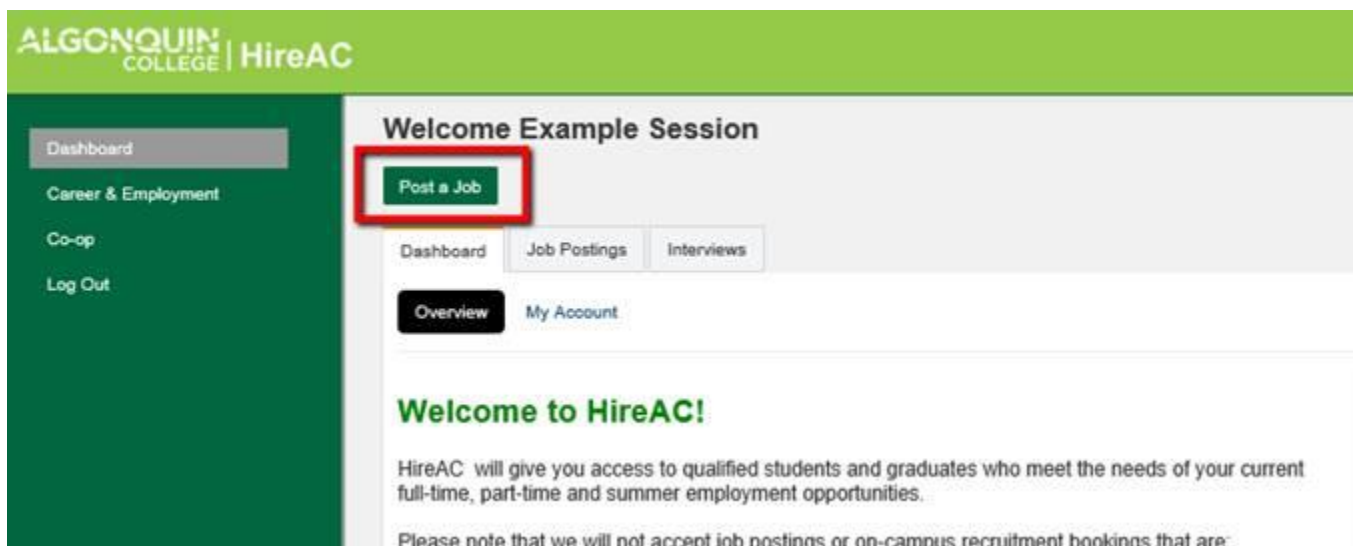 ALGONQUIN
COLLEGE | HireAC
Dashboard
Career & Employment
Co-op
Log Out
Welcome Example Session
Post a Job
Dashboard Job Postings Interviews
Overview My Account
Welcome to HireAC!
HireAC will give you access to qualified students and graduates who meet the needs of your current
full-time, part-time and summer employment opportunities.
Please note that we will not accept job postings or on-campus recruitment bookings that are: